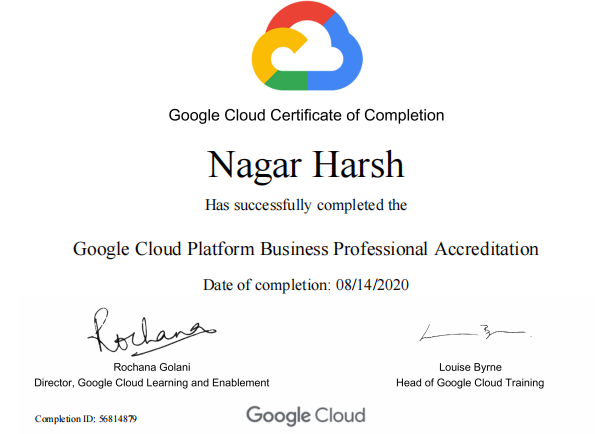 Google Cloud Certificate of Completion
Nagar Harsh
Has successfully completed the
Google Cloud Platform Business Professional Accreditation
Date of completion: 08/14/2020
Rochana
Rochana Golani
Director, Google Cloud Learning and Enablement
Louise Byrne
Head of Google Cloud Training
Completion ID: 56814879
Google Cloud